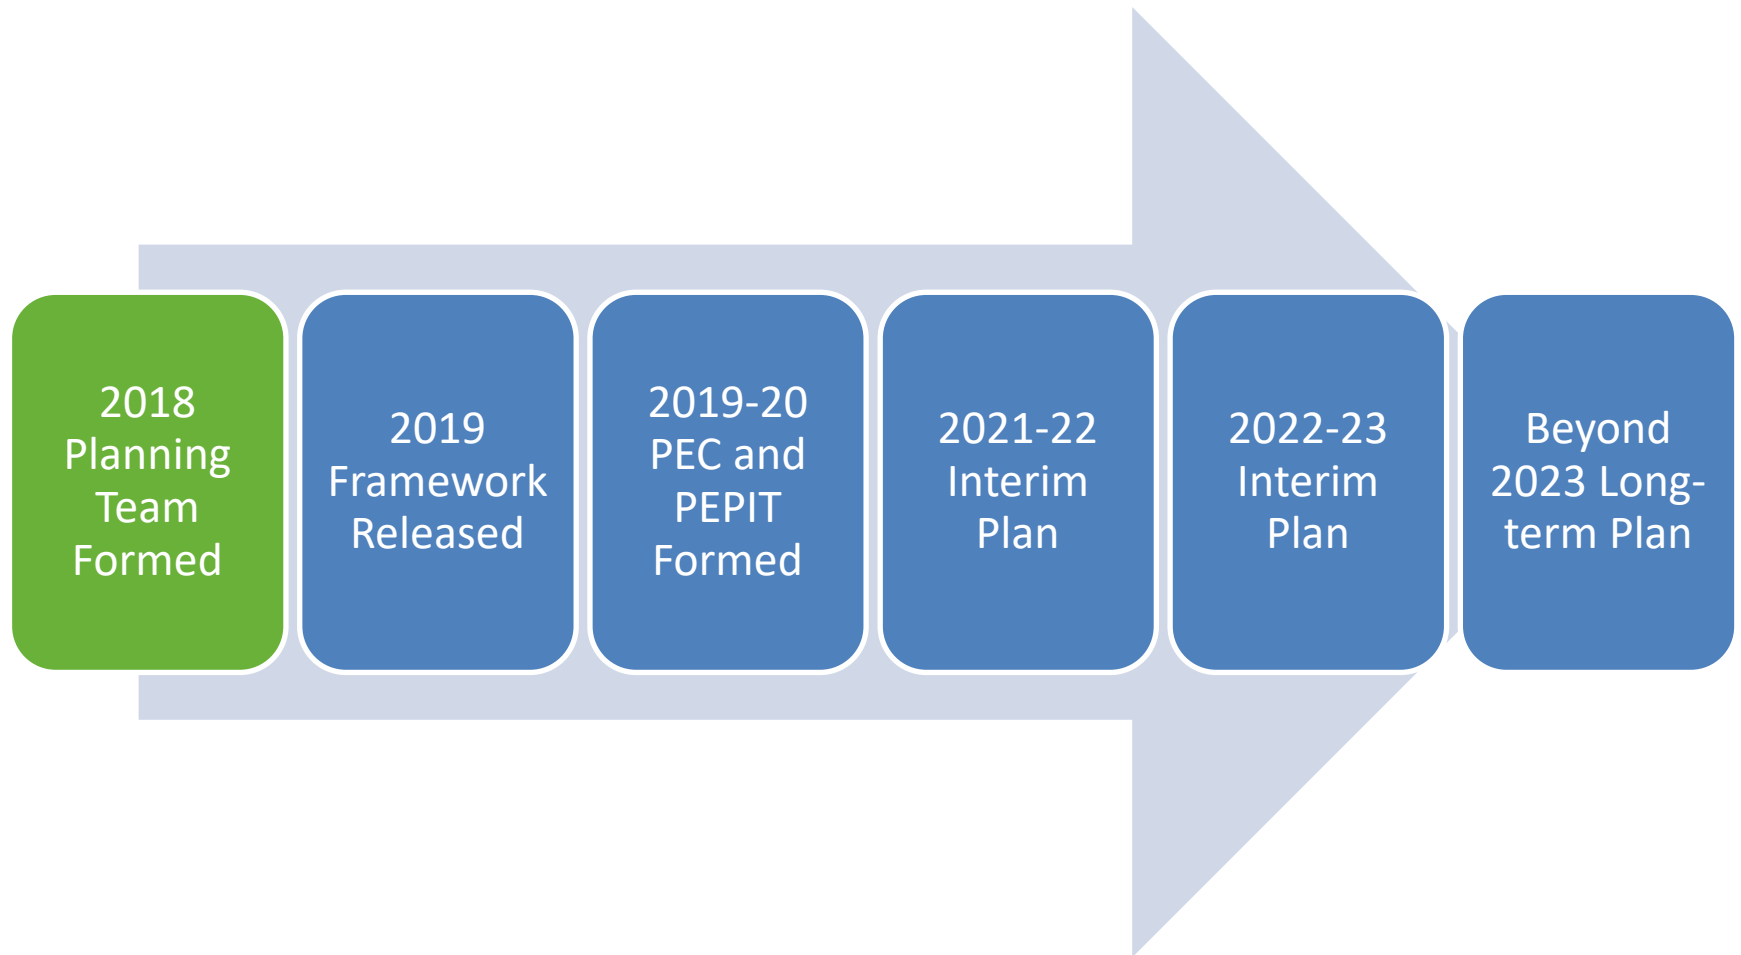 2018
Planning
Team
Formed
2019
Framework
Released
2019-20
PEC and
PEPIT
Formed
2021-22
Interim
Plan
2022-23
Interim
Plan
Beyond
2023 Long-
term Plan